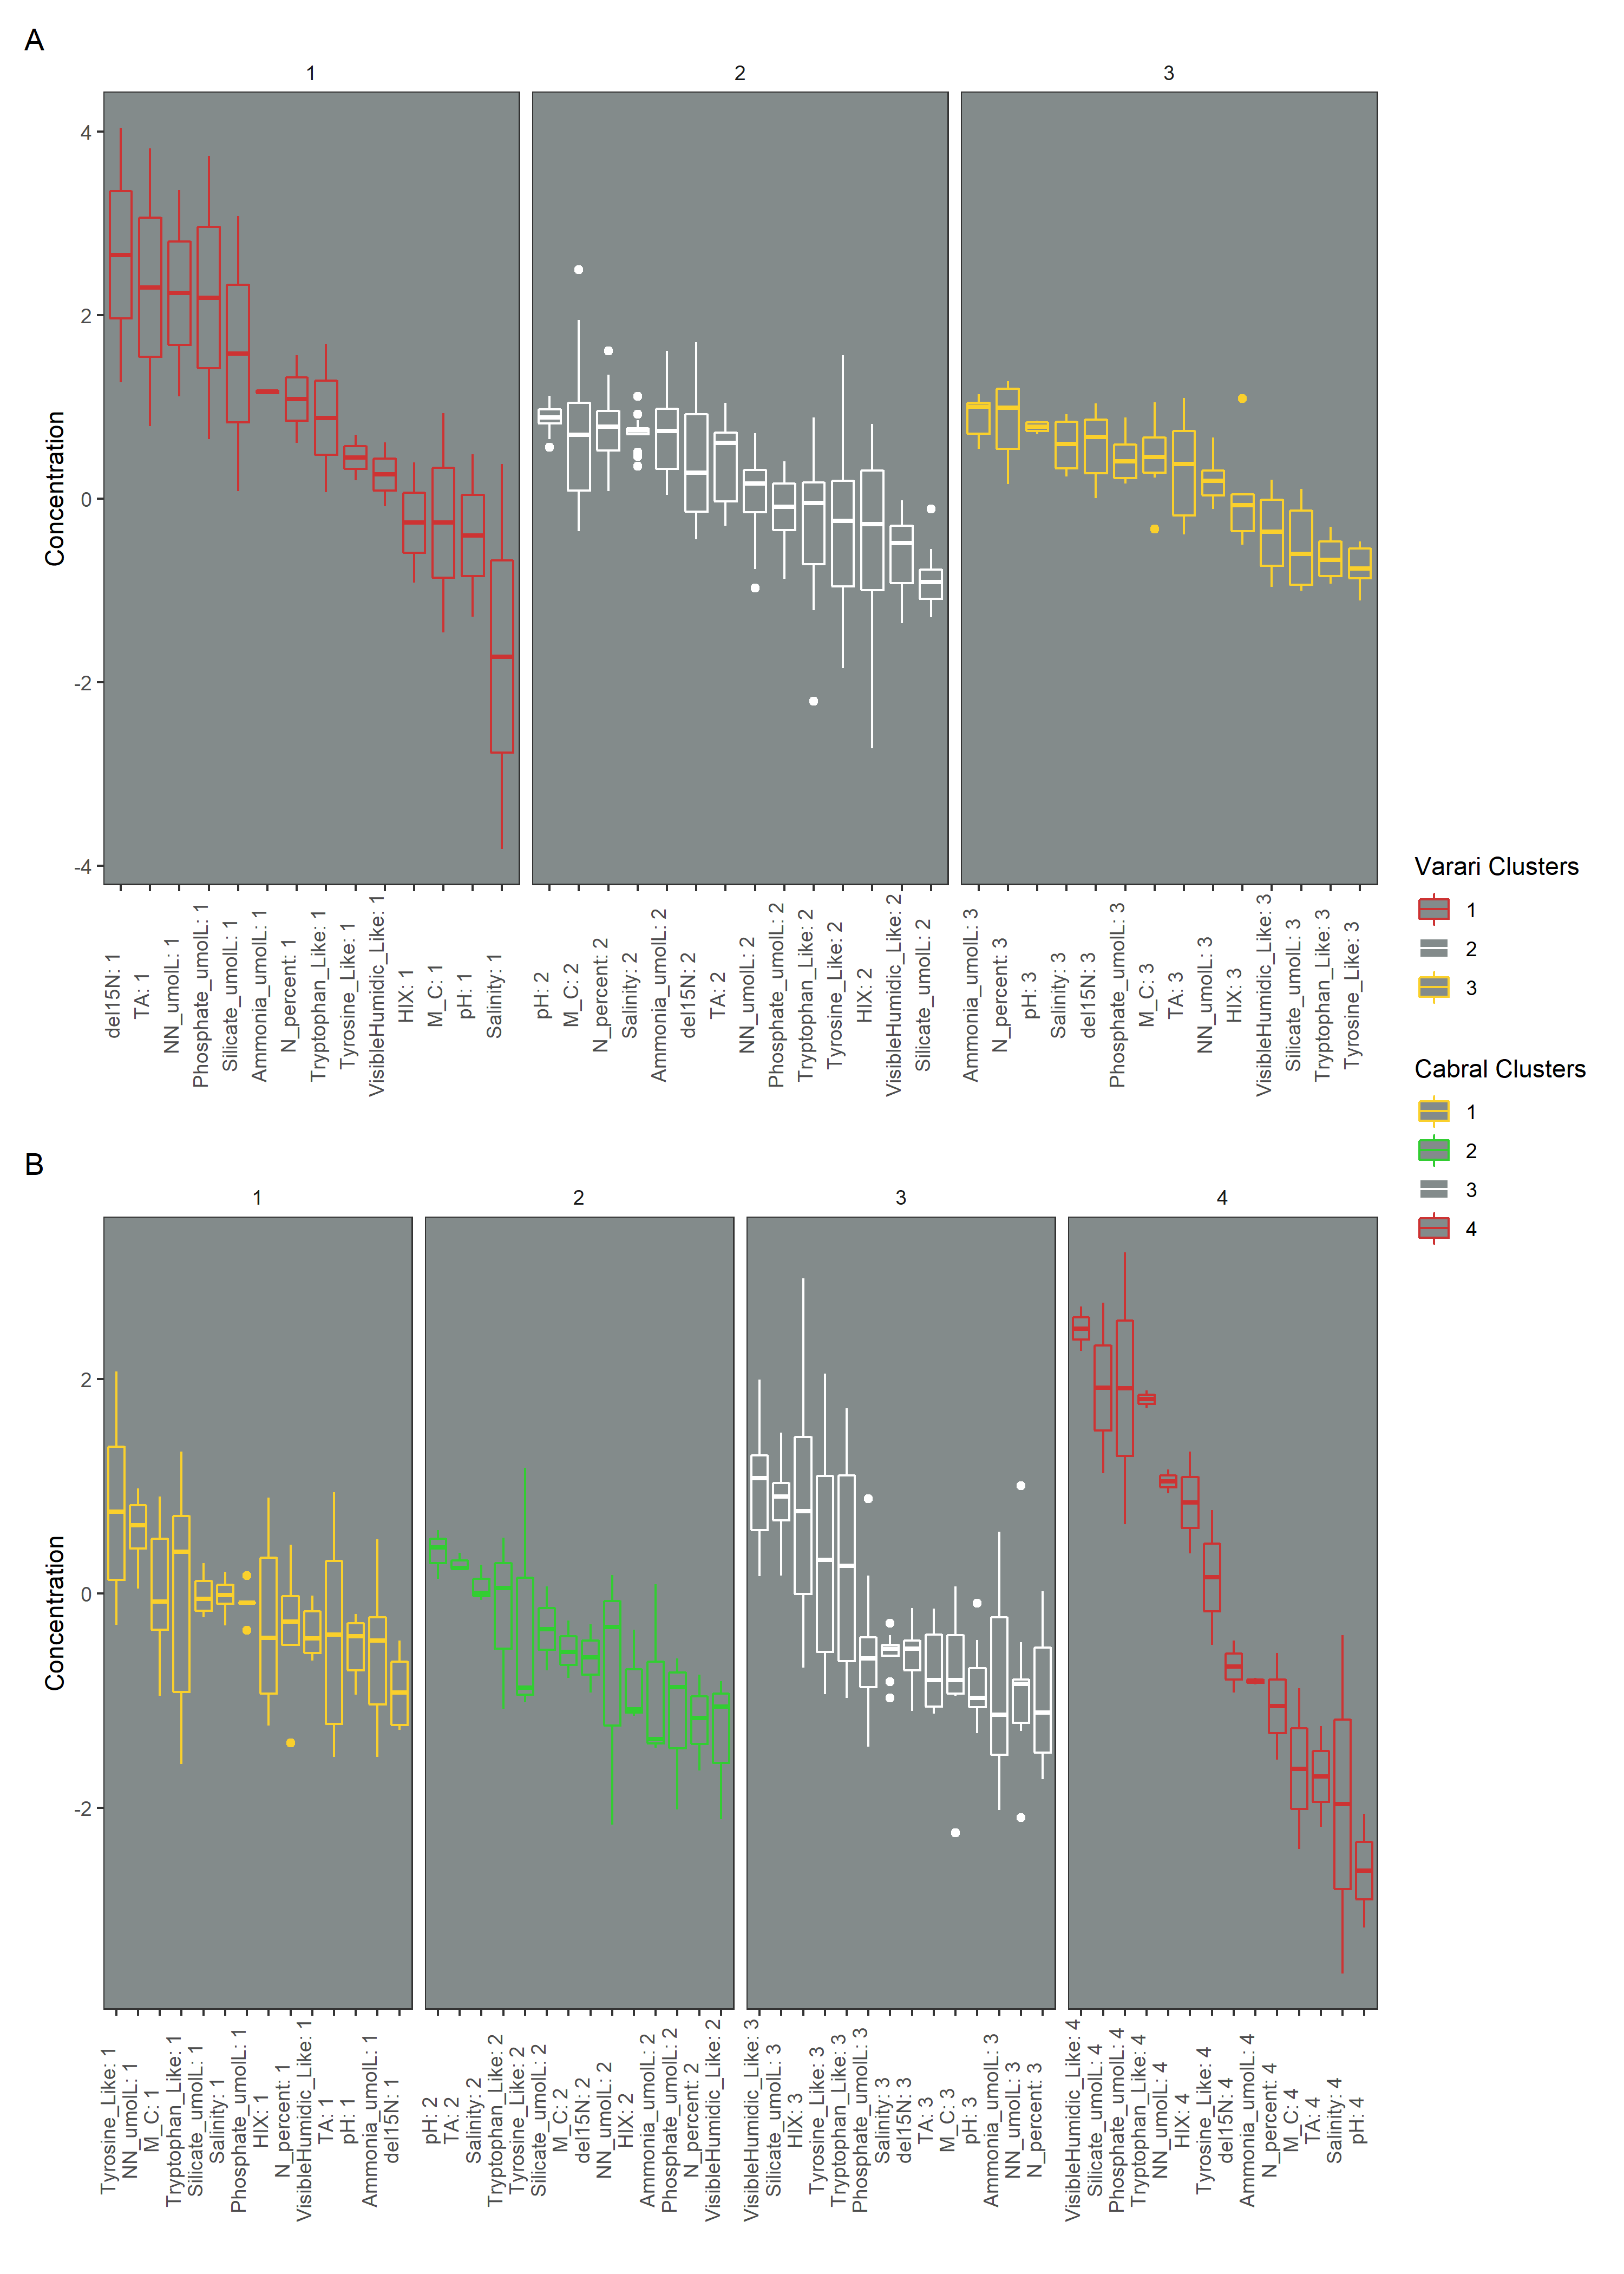 A
1 2 3
4
2
0
-2
-4
Concentration
del15N: 1
TA: 1
NN_umolL: 1
Phosphate_umolL: 1
Silicate_umolL: 1
Ammonia_umolL: 1
N_percent: 1
Tryptophan_Like: 1
Tyrosine_Like: 1
VisibleHumidic_Like: 1
HIX: 1
M_C: 1
pH: 1
Salinity: 1
pH: 2
M_C: 2
N_percent: 2
Salinity: 2
Ammonia_umolL: 2
del15N: 2
TA: 2
NN_umolL: 2
Phosphate_umolL: 2
Tryptophan_Like: 2
Tyrosine_Like: 2
HIX: 2
VisibleHumidic_Like: 2
Silicate_umolL: 2
Ammonia_umolL: 3
N_percent: 3
pH: 3
Salinity: 3
del15N: 3
Phosphate_umolL: 3
M_C: 3
TA: 3
NN_umolL: 3
HIX: 3
VisibleHumidic_Like: 3
Silicate_umolL: 3
Tryptophan_Like: 3
Tyrosine_Like: 3
Varari Clusters
1
2
3
Cabral Clusters
1
2
3
4
B
1 2 3 4
2
0
-2
Concentration
Tyrosine_Like: 1
NN_umolL: 1
M_C: 1
Tryptophan_Like: 1
Silicate_umolL: 1
Salinity: 1
Phosphate_umolL: 1
HIX: 1
N_percent: 1
VisibleHumidic_Like: 1
TA: 1
pH: 1
Ammonia_umolL: 1
del15N: 1
pH: 2
TA: 2
Salinity: 2
Tryptophan_Like: 2
Tyrosine_Like: 2
Silicate_umolL: 2
M_C: 2
del15N: 2
NN_umolL: 2
HIX: 2
Ammonia_umolL: 2
Phosphate_umolL: 2
N_percent: 2
VisibleHumidic_Like: 2
VisibleHumidic_Like: 3
Silicate_umolL: 3
HIX: 3
Tyrosine_Like: 3
Tryptophan_Like: 3
Phosphate_umolL: 3
Salinity: 3
del15N: 3
TA: 3
M_C: 3
pH: 3
Ammonia_umolL: 3
NN_umolL: 3
N_percent: 3
VisibleHumidic_Like: 4
Silicate_umolL: 4
Phosphate_umolL: 4
Tryptophan_Like: 4
NN_umolL: 4
HIX: 4
Tyrosine_Like: 4
del15N: 4
Ammonia_umolL: 4
N_percent: 4
M_C: 4
TA: 4
Salinity: 4
pH: 4